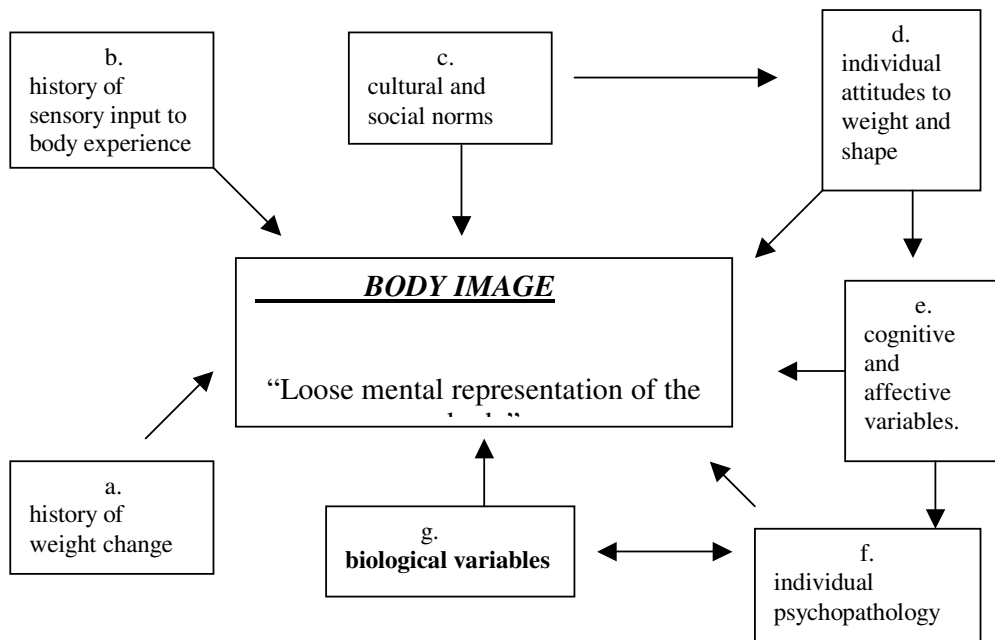 b.
history of
sensory input to
body experience
c.
cultural and
social norms
d.
individual
attitudes to
weight and
shape
BODY IMAGE
“Loose mental representation of the
e.
cognitive
and
affective
variables.
a.
history of
weight change
g.
biological variables
f.
individual
psychopathology